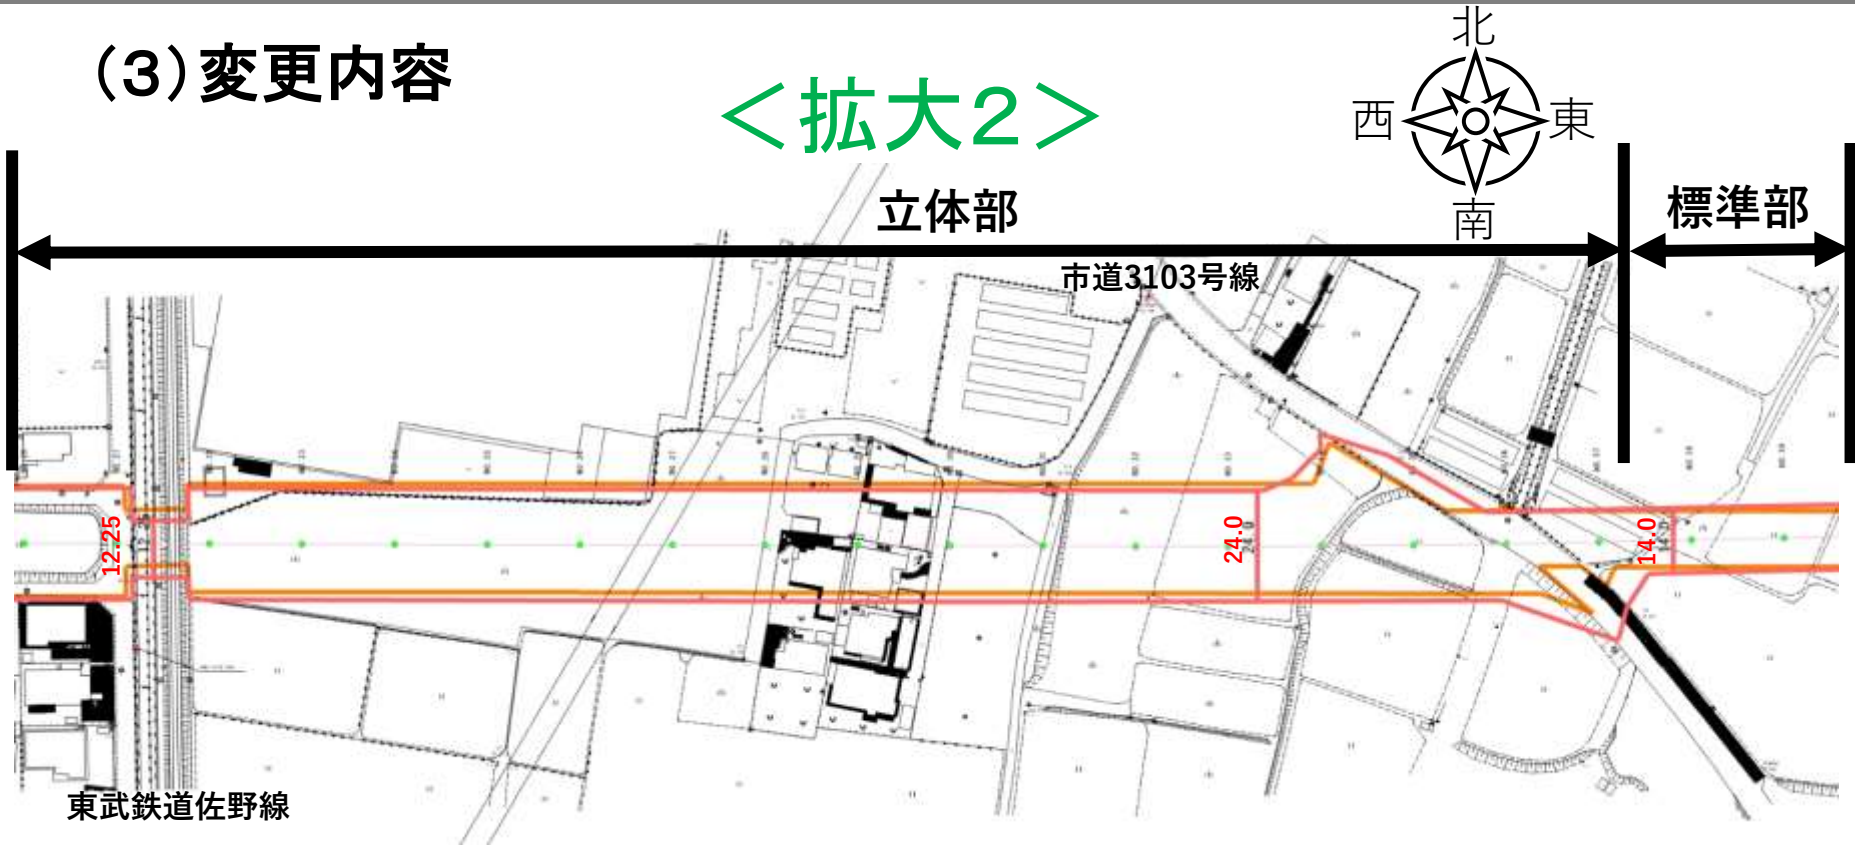 (3)変更内容
＜拡大2＞
北
西
東
南
立体部
標準部
市道3103号線
12.25
24.0
14.0
東武鉄道佐野線